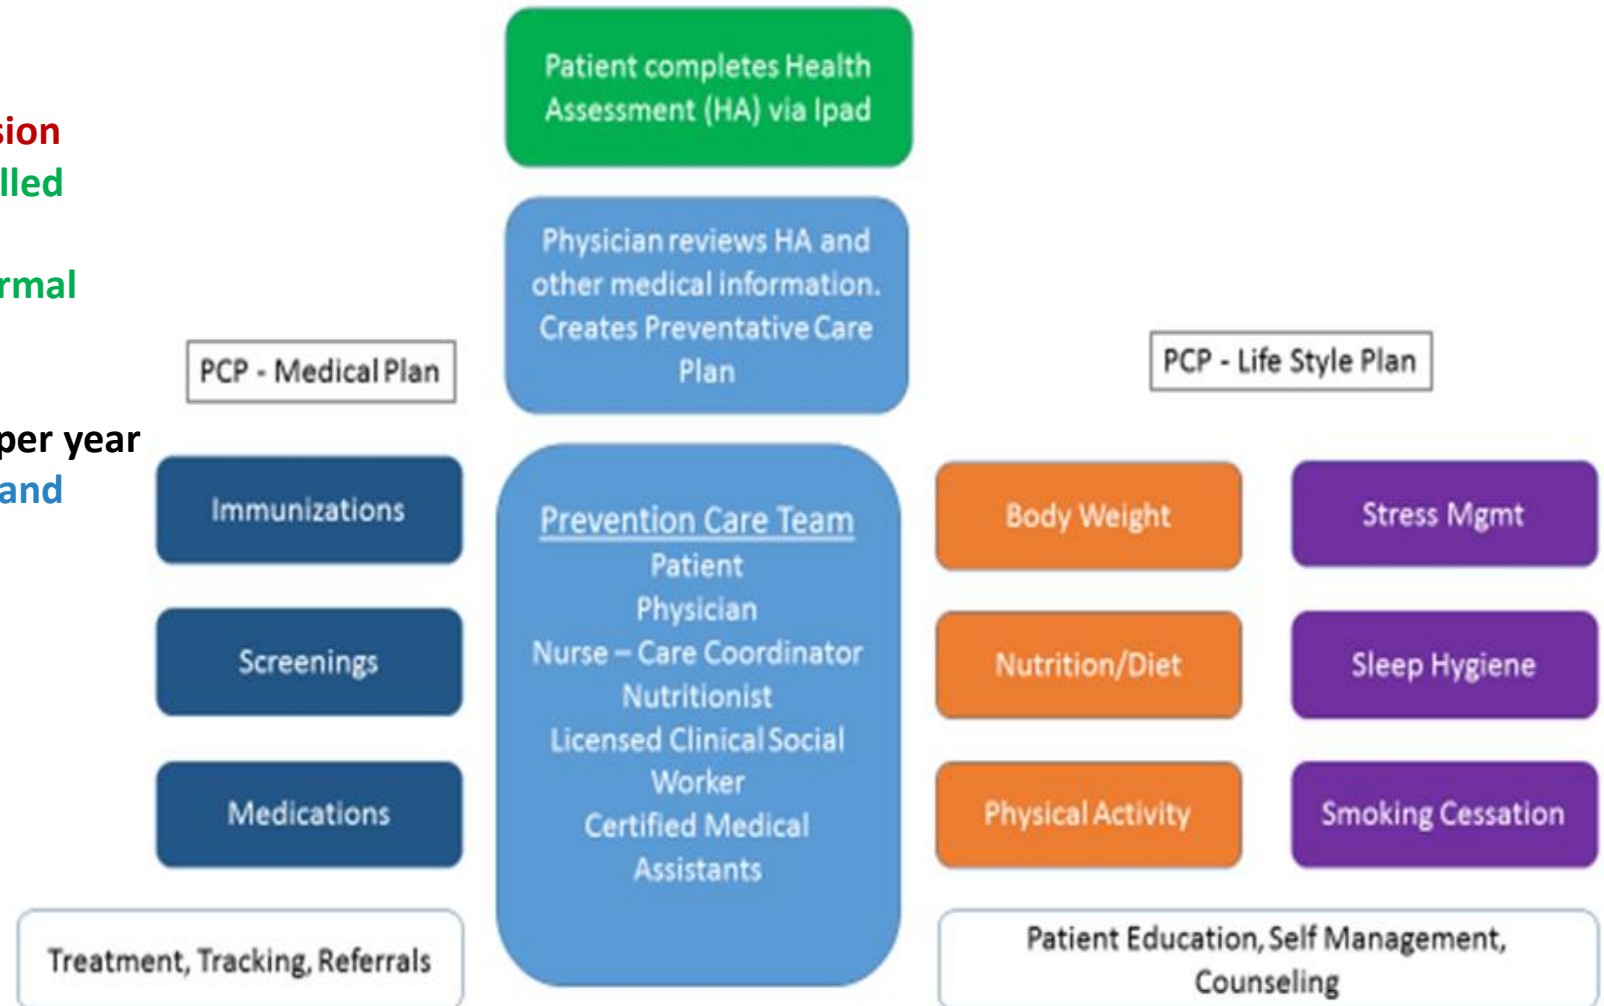 sion
lled
rmal
per year
and
Patient completes Health
Assessment (HA) via Ipad
Physician reviews HA and
other medical information.
Creates Preventative Care
Plan
PCP - Medical Plan
Immunizations
Screenings
Medications
Treatment, Tracking, Referrals
Prevention Care Team
Patient
Physician
Nurse – Care Coordinator
Nutritionist
Licensed Clinical Social
Worker
Certified Medical
Assistants
PCP - Life Style Plan
Body Weight
Nutrition/Diet
Physical Activity
Stress Mgmt
Sleep Hygiene
Smoking Cessation
Patient Education, Self Management,
Counseling